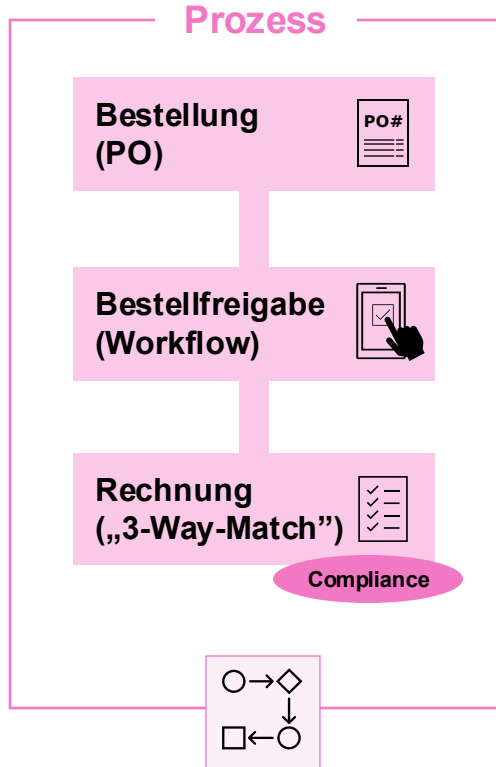 Prozess
Bestellung
(PO)
PO#
Bestellfreigabe
(Workflow)
Rechnung
(„3-Way-Match”)
Compliance